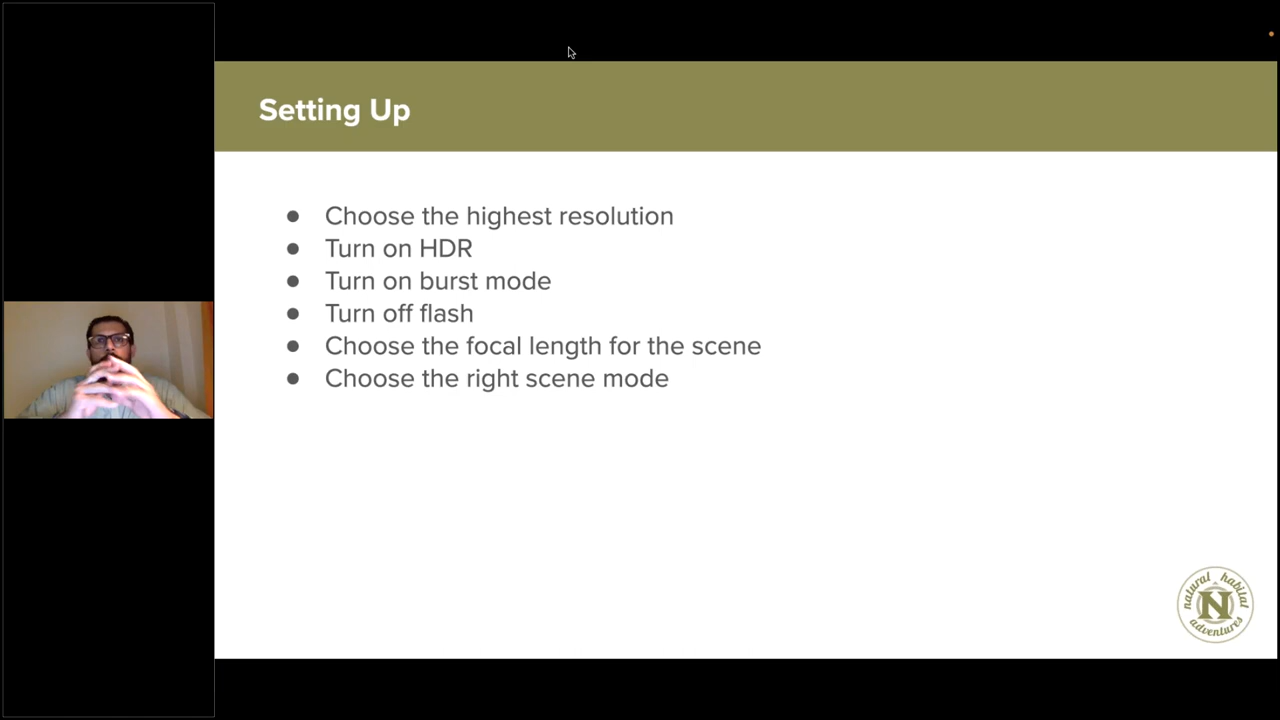 Setting Up
Choose the highest resolution
Turn on HDR
Turn on burst mode
Turn off flash
Choose the focal length for the scene
Choose the right scene mode
natural habitat
N
adventures